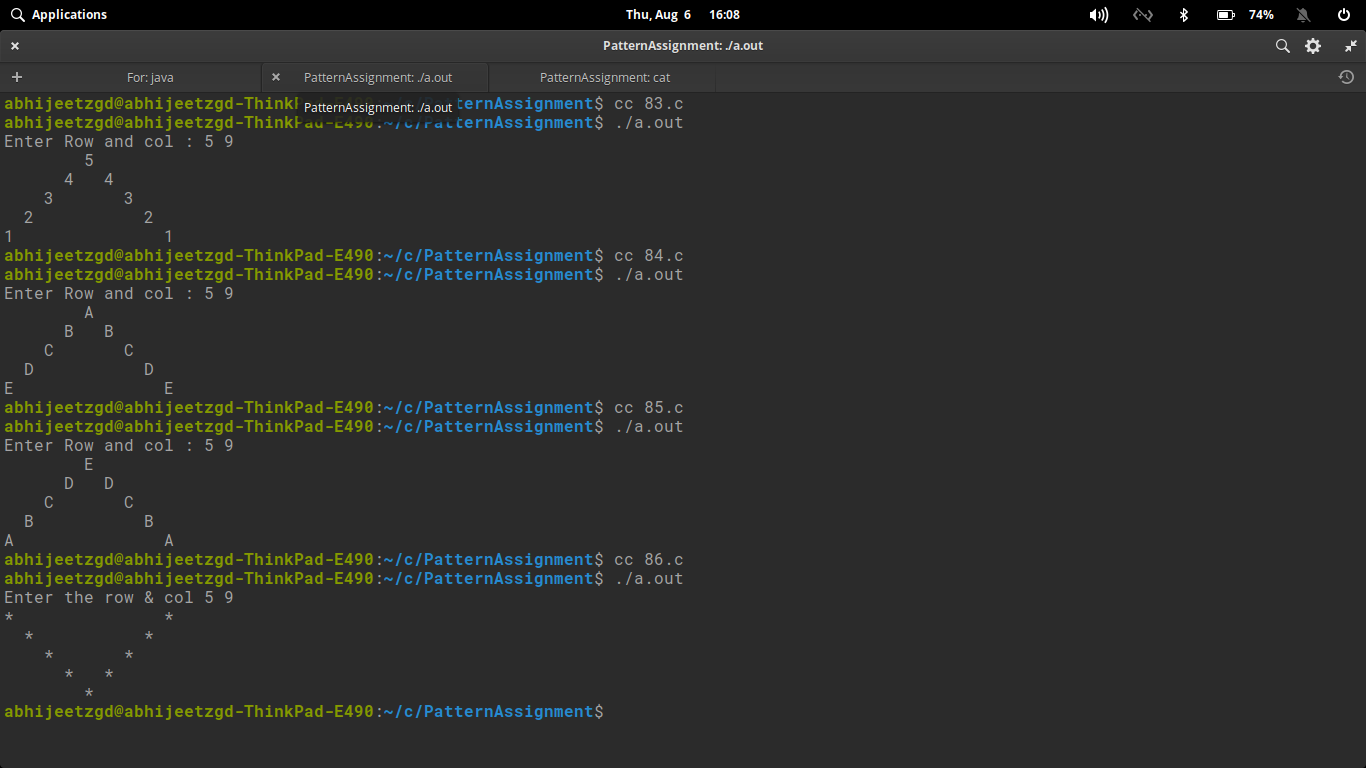 Applications Thu, Aug 6 16:08 74%
PatternAssignment: ./a.out
For: java PatternAssignment: ./a.out PatternAssignment: cat
PatternAssignment: ./a.out
abhijeetzgd@abhijeetzgd-ThinkP tternAssignment$ cc 83.c
abhijeetzgd@abhijeetzgd-ThinkPad-E490:~/c/PatternAssignment$ ./a.out
Enter Row and col : 5 9
        5
      4   4
    3       3
  2           2
1               1
abhijeetzgd@abhijeetzgd-ThinkPad-E490:~/c/PatternAssignment$ cc 84.c
abhijeetzgd@abhijeetzgd-ThinkPad-E490:~/c/PatternAssignment$ ./a.out
Enter Row and col : 5 9
        A
      B   B
    C       C
  D           D
E               E
abhijeetzgd@abhijeetzgd-ThinkPad-E490:~/c/PatternAssignment$ cc 85.c
abhijeetzgd@abhijeetzgd-ThinkPad-E490:~/c/PatternAssignment$ ./a.out
Enter Row and col : 5 9
        E
      D   D
    C       C
  B           B
A               A
abhijeetzgd@abhijeetzgd-ThinkPad-E490:~/c/PatternAssignment$ cc 86.c
abhijeetzgd@abhijeetzgd-ThinkPad-E490:~/c/PatternAssignment$ ./a.out
Enter the row & col 5 9
*               *
  *           *
    *       *
      *   *
        *
abhijeetzgd@abhijeetzgd-ThinkPad-E490:~/c/PatternAssignment$